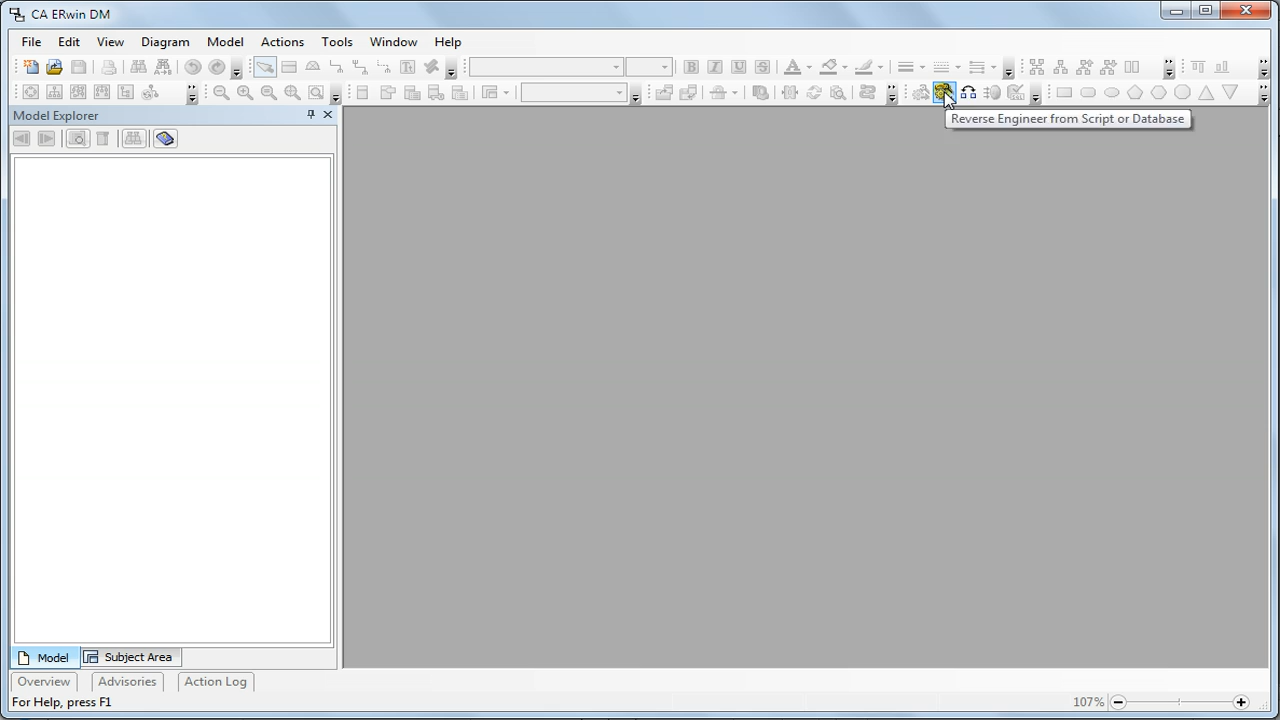 CA ERwin DM
File Edit View Diagram Model Actions Tools Window Help
Reverse Engineer from Script or Database
Model Explorer
Model Subject Area
Overview Advisories Action Log
For Help, press F1 107%